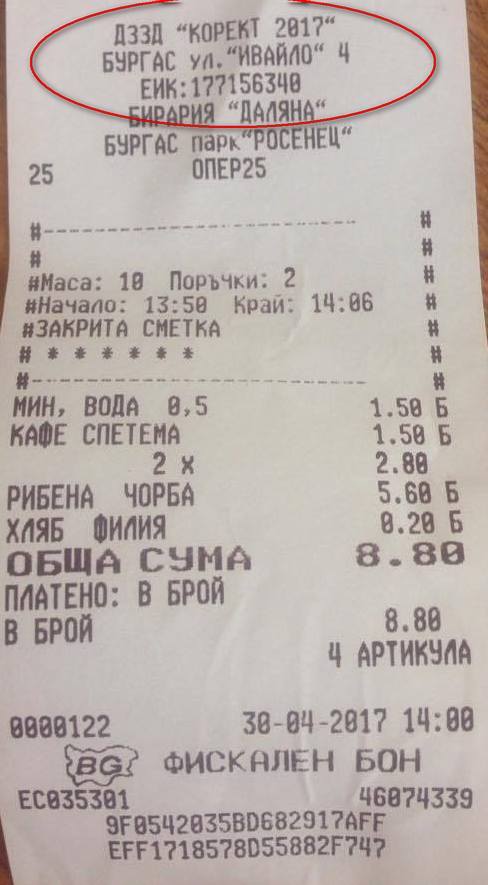 ДЗЗД “КОРЕКТ 2017“
БУРГАС ул.“ИВАЙЛО“ 4
ЕИК:177156340
БИРАРИЯ “ДАЛЯНА“
БУРГАС парк“РОСЕНЕЦ“
25 ОПЕР25
#---------------------------- #
# #
#Маса: 10 Поръчки: 2 #
#Начало: 13:50 Край: 14:06 #
#ЗАКРИТА СМЕТКА #
# * * * * * * #
#------------------------------ #
МИН, ВОДА 0,5 1.50 Б
КАФЕ СПЕТЕМА 1.50 Б
2 x 2.80
РИБЕНА ЧОРБА 5.60 Б
ХЛЯБ ФИЛИЯ 0.20 Б
ОБЩА СУМА 8.80
ПЛАТЕНО: В БРОЙ
В БРОЙ 8.80
4 АРТИКУЛА
0000122 30-04-2017 14:00
BG ФИСКАЛЕН БОН
EC035301 46074339
9F0542035BD682917AFF
EFF1718578D55882F747